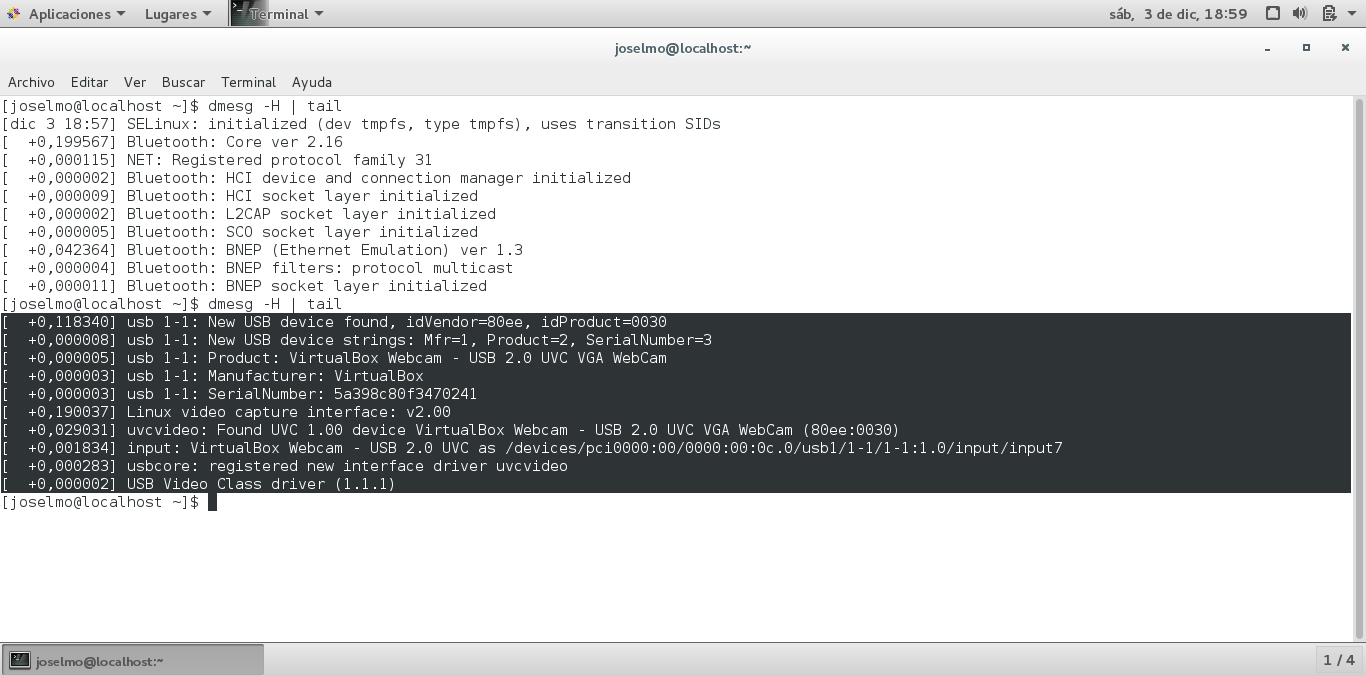 Aplicaciones Lugares Terminal sáb, 3 de dic, 18:59
joselmo@localhost:~
Archivo Editar Ver Buscar Terminal Ayuda
[joselmo@localhost ~]$ dmesg -H | tail
[dic 3 18:57] SELinux: initialized (dev tmpfs, type tmpfs), uses transition SIDs
[  +0,199567] Bluetooth: Core ver 2.16
[  +0,000115] NET: Registered protocol family 31
[  +0,000002] Bluetooth: HCI device and connection manager initialized
[  +0,000009] Bluetooth: HCI socket layer initialized
[  +0,000002] Bluetooth: L2CAP socket layer initialized
[  +0,000005] Bluetooth: SCO socket layer initialized
[  +0,042364] Bluetooth: BNEP (Ethernet Emulation) ver 1.3
[  +0,000004] Bluetooth: BNEP filters: protocol multicast
[  +0,000011] Bluetooth: BNEP socket layer initialized
[joselmo@localhost ~]$ dmesg -H | tail
[  +0,118340] usb 1-1: New USB device found, idVendor=80ee, idProduct=0030
[  +0,000008] usb 1-1: New USB device strings: Mfr=1, Product=2, SerialNumber=3
[  +0,000005] usb 1-1: Product: VirtualBox Webcam - USB 2.0 UVC VGA WebCam
[  +0,000003] usb 1-1: Manufacturer: VirtualBox
[  +0,000003] usb 1-1: SerialNumber: 5a398c80f3470241
[  +0,190037] Linux video capture interface: v2.00
[  +0,029031] uvcvideo: Found UVC 1.00 device VirtualBox Webcam - USB 2.0 UVC VGA WebCam (80ee:0030)
[  +0,001834] input: VirtualBox Webcam - USB 2.0 UVC as /devices/pci0000:00/0000:00:0c.0/usb1/1-1/1-1:1.0/input/input7
[  +0,000283] usbcore: registered new interface driver uvcvideo
[  +0,000002] USB Video Class driver (1.1.1)
[joselmo@localhost ~]$
joselmo@localhost:~ 1 / 4